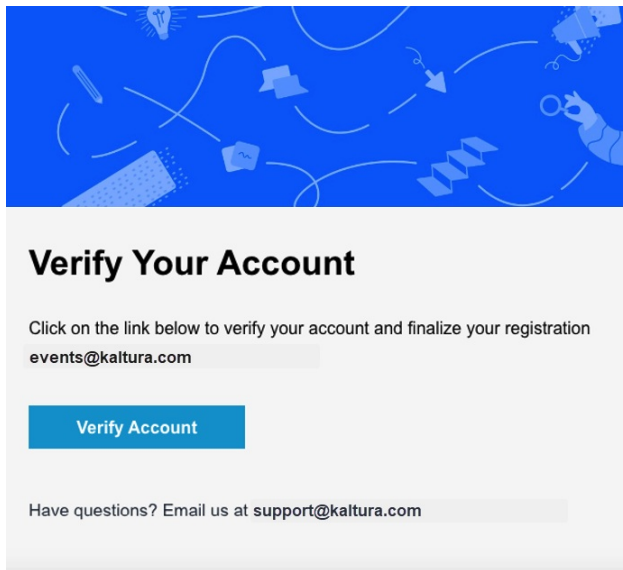 Verify Your Account
Click on the link below to verify your account and finalize your registration
events@kaltura.com
Verify Account
Have questions? Email us at support@kaltura.com